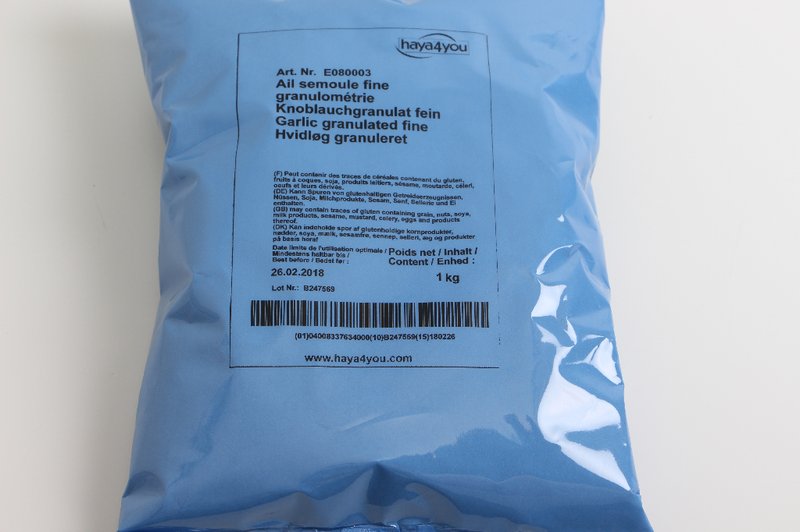 haya4you
Art. Nr. E080003
Ail semoule fine
granulométrie
Knoblauchgranulat fein
Garlic granulated fine
Hvidløg granuleret
(F) Peut contenir des traces de céréales contenant du gluten,
fruits à coques, soja, produits laitiers, sésame, moutarde, céleri,
oeufs et leurs dérivés.
(DE) Kann Spuren von glutenhaltigen Getreideerzeugnissen,
Nüssen, Soja, Milchprodukte, Sesam, Senf, Sellerie und Ei
enthalten.
(GB) may contain traces of gluten containing grain, nuts, soya,
milk products, sesame, mustard, celery, eggs and products
thereof.
(DK) Kan indeholde spor af glutenholdige kornprodukter,
nødder, soya, mælk, sesamfrø, sennep, selleri, æg og produkter
på basis heraf
Date limite de l'utilisation optimale /
Mindestens haltbar bis /
Best before / Bedst før :
Poids net / Inhalt /
Content / Enhed :
26.02.2018
1 kg
Lot Nr.: B247559
(01)04008337634000(10)B247559(15)180226
www.haya4you.com